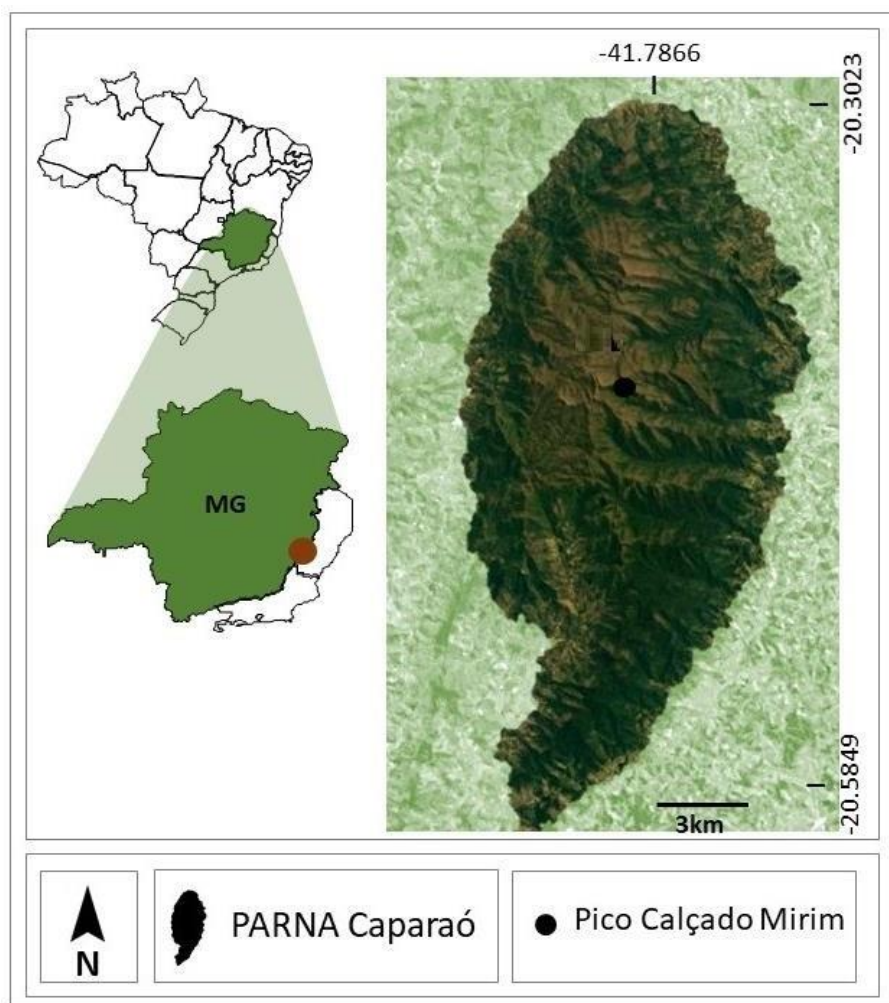 -41.7866
-20.3023
MG
-20.5849
3km
N
PARNA Caparaó
Pico Calçado Mirim